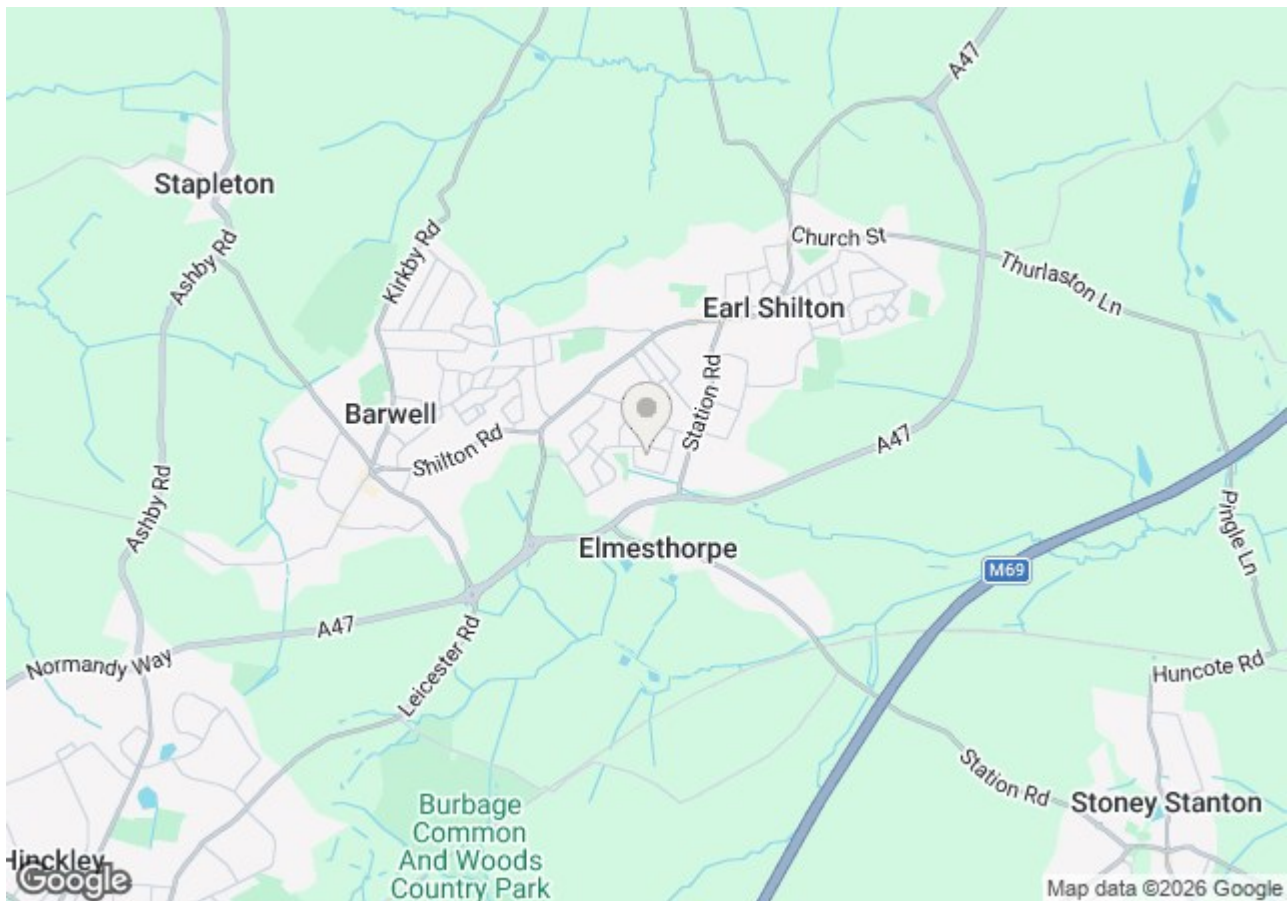 A47
Stapleton
Church St
Kirkby Rd
Ashby Rd
Thurlaston Ln
Earl Shilton
Station Rd
Barwell
Shilton Rd
A47
Ashby Rd
Pingle Ln
Elmesthorpe
M69
A47
Normandy Way
Leicester Rd
Huncote Rd
Station Rd
Stoney Stanton
Burbage
Common
And Woods
Country Park
Hinckley
Google
Map data ©2026 Google